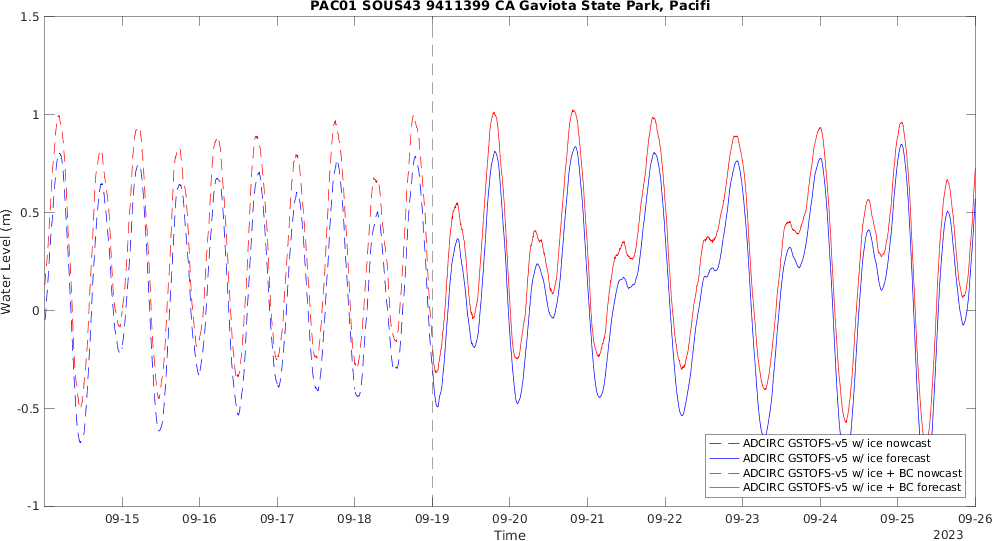 PAC01 SOUS43 9411399 CA Gaviota State Park, Pacifi
1.5
1
0.5
0
-0.5
-1
Water Level (m)
09-15 09-16 09-17 09-18 09-19 09-20 09-21 09-22 09-23 09-24 09-25 09-26
Time
2023
ADCIRC GSTOFS-v5 w/ ice nowcast
ADCIRC GSTOFS-v5 w/ ice forecast
ADCIRC GSTOFS-v5 w/ ice + BC nowcast
ADCIRC GSTOFS-v5 w/ ice + BC forecast